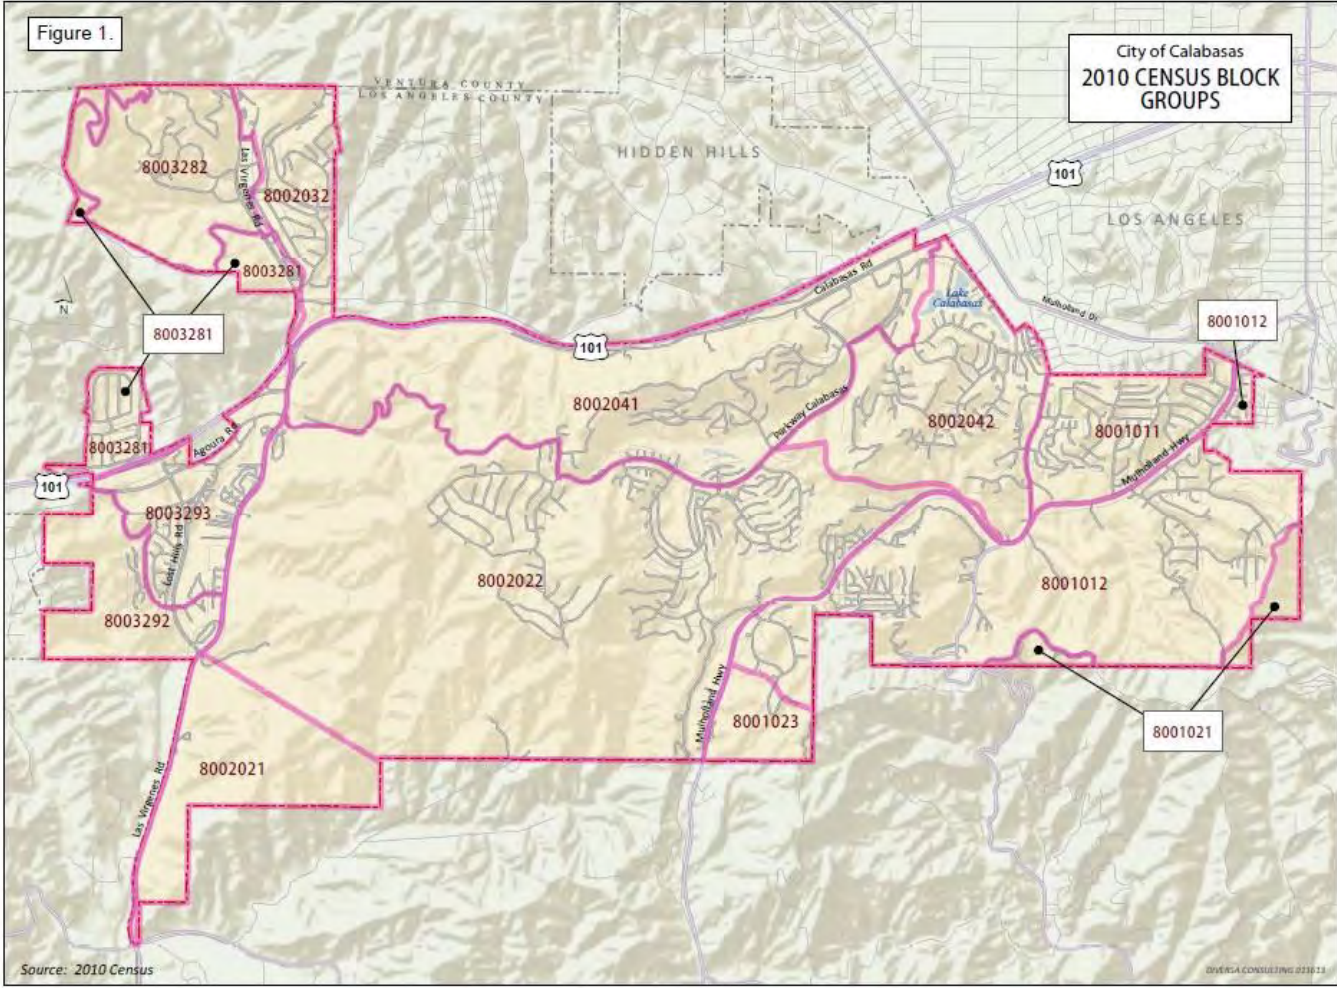 Figure 1.
City of Calabasas
2010 CENSUS BLOCK
GROUPS
VENTURA COUNTY
LOS ANGELES COUNTY
HIDDEN HILLS
101
LOS ANGELES
8003282
Las Virgenes Rd
8002032
8003281
8003281
N
Calabasas Rd
Lake
Calabasas
Mulholland Dr
8001012
101
8003281
Agoura Rd
101
8002041
Parkway Calabasas
8002042
8001011
Mulholland Hwy
8003293
Lost Hills Rd
8003292
8002022
8001012
Mulholland Hwy
8001023
8001021
8002021
Las Virgenes Rd
Source: 2010 Census
DIVERSA CONSULTING